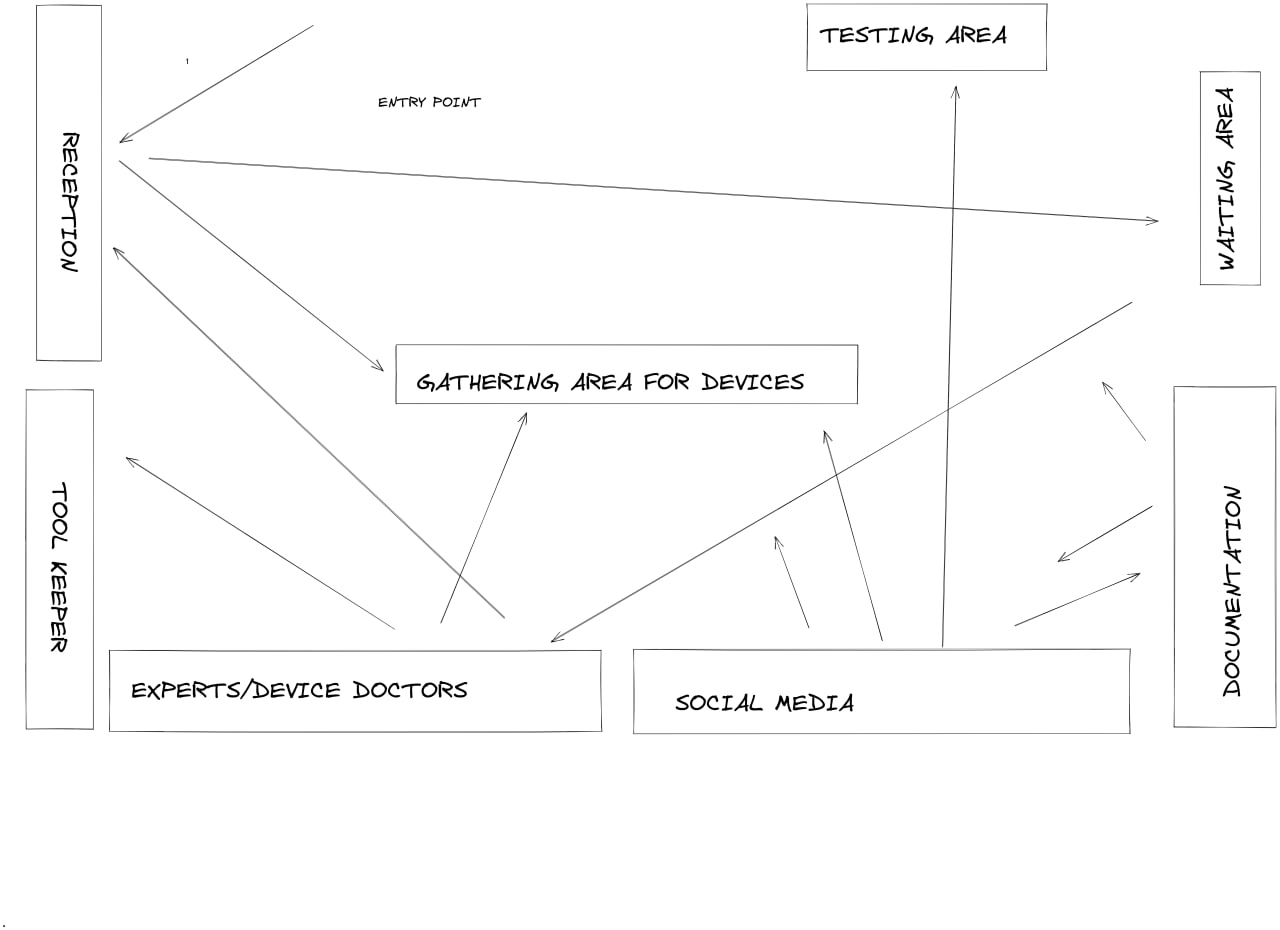 TESTING AREA
1
ENTRY POINT
RECEPTION
WAITING AREA
GATHERING AREA FOR DEVICES
TOOL KEEPER
DOCUMENTATION
EXPERTS/DEVICE DOCTORS
SOCIAL MEDIA